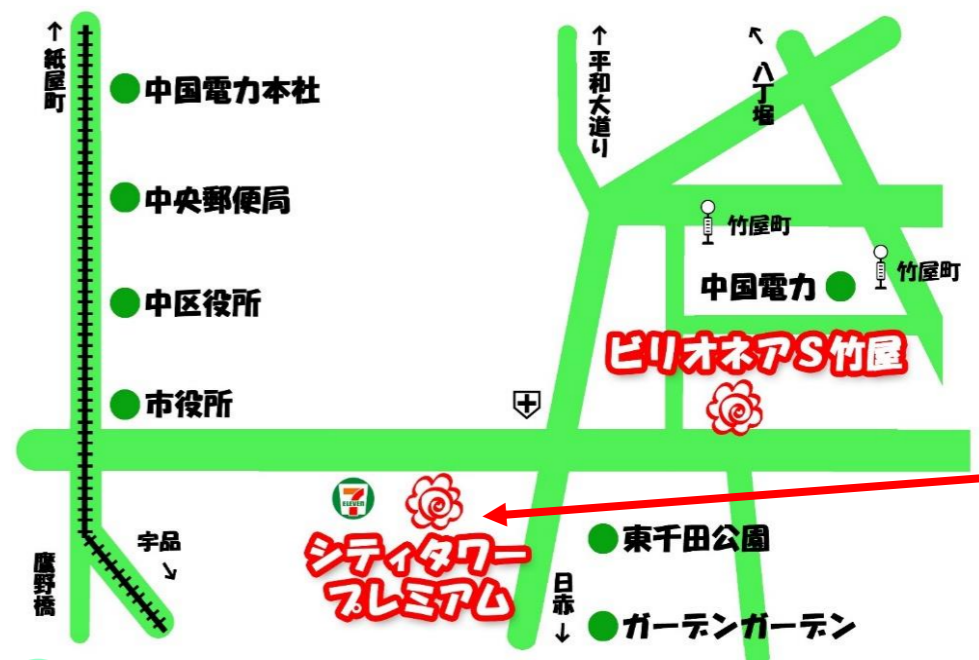 ↑紙屋町
中国電力本社
中央郵便局
中区役所
市役所
↑平和大道り
↖八丁堀
竹屋町
竹屋町
中国電力
ビリオネアS竹屋
7
ELEVEN
シティタワー
プレミアム
宇品↘
鷹野橋
日赤↓
東千田公園
ガーデンガーデン